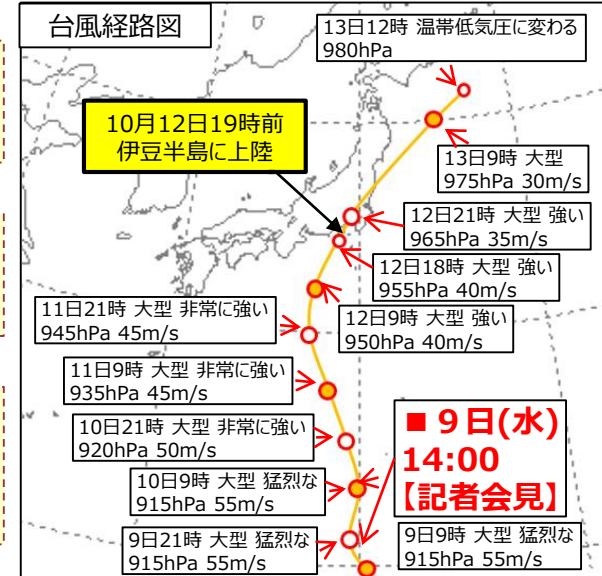 台風経路図
13日12時 温帯低気圧に変わる
980hPa
10月12日19時前
伊豆半島に上陸
13日9時 大型
975hPa 30m/s
12日21時 大型 強い
965hPa 35m/s
12日18時 大型 強い
955hPa 40m/s
11日21時 大型 非常に強い
945hPa 45m/s
12日9時 大型 強い
950hPa 40m/s
11日9時 大型 非常に強い
935hPa 45m/s
10日21時 大型 非常に強い
920hPa 50m/s
■ 9日(水)
14:00
【記者会見】
10日9時 大型 猛烈な
915hPa 55m/s
9日21時 大型 猛烈な
915hPa 55m/s
9日9時 大型 猛烈な
915hPa 55m/s